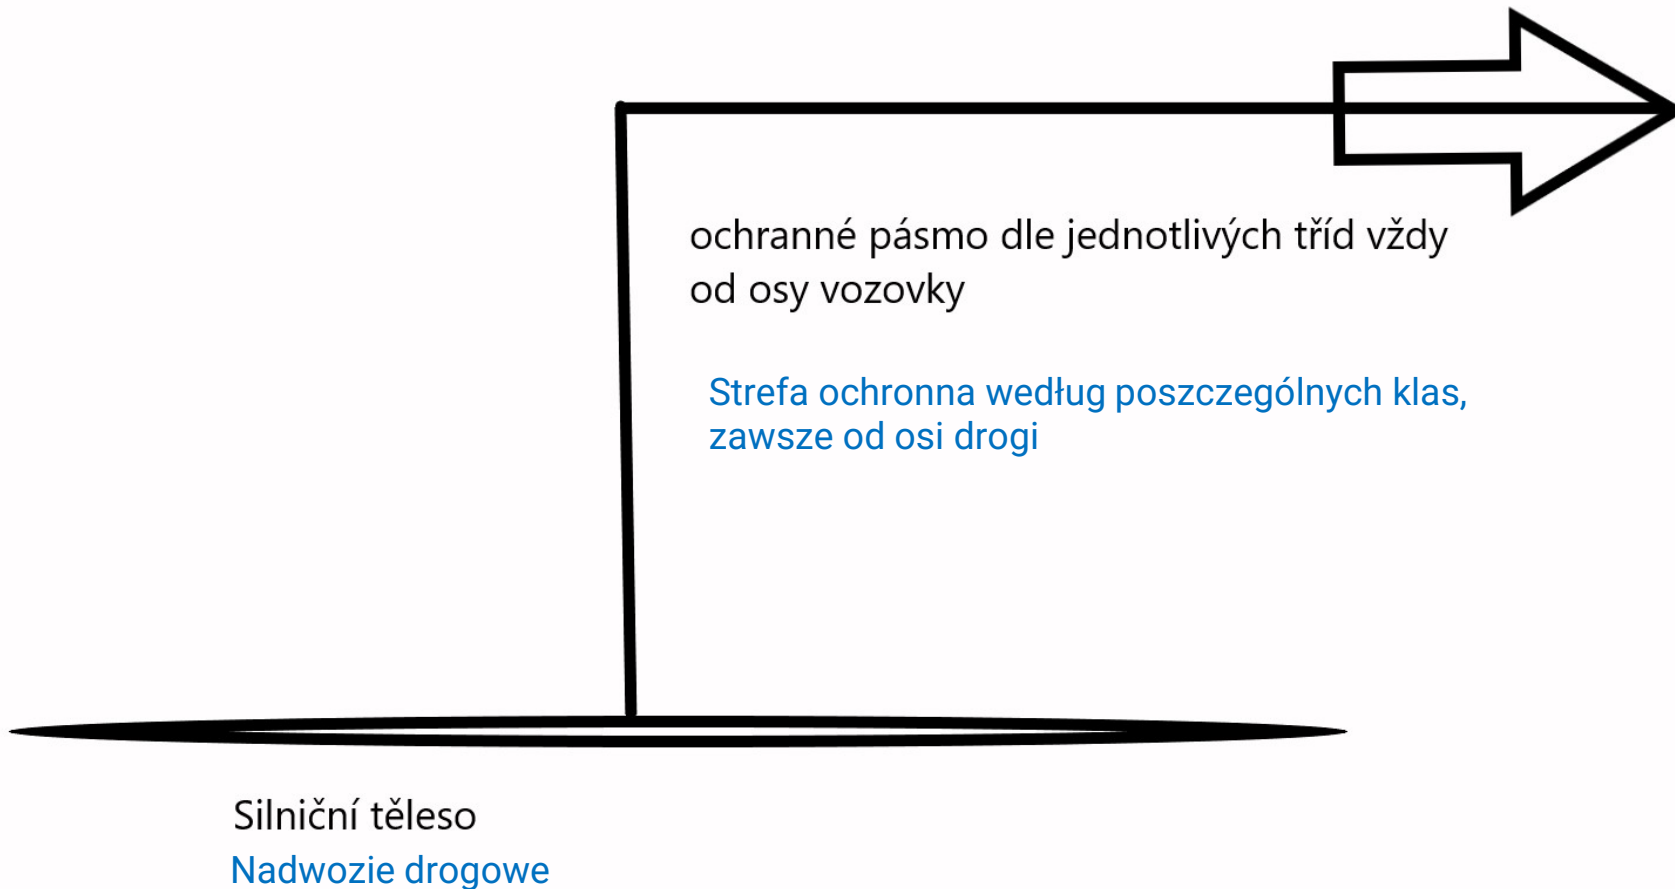 ochranné pásmo dle jednotlivých tříd vždy
od osy vozovky
Strefa ochronna według poszczególnych klas,
zawsze od osi drogi
Silniční těleso
Nadwozie drogowe